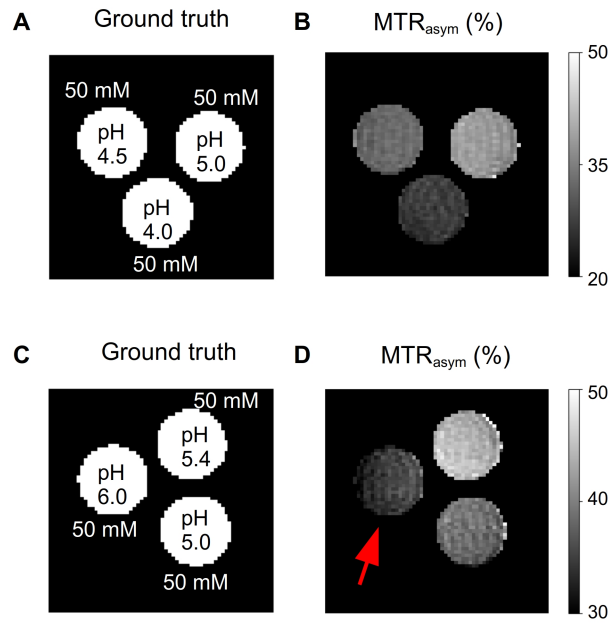 A
Ground truth
B
MTRasym (%)
50 mM
50 mM
pH
4.5
pH
5.0
pH
4.0
50 mM
50
35
20
C
Ground truth
D
MTRasym (%)
50 mM
pH
5.4
pH
6.0
50 mM
pH
5.0
50 mM
50
40
30